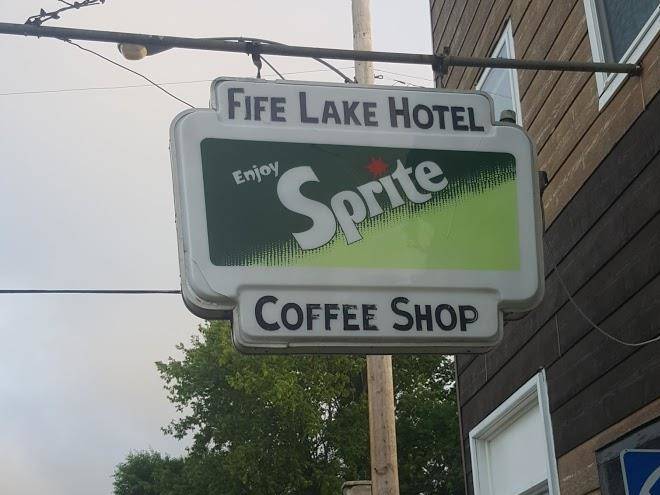 FIFE LAKE HOTEL
Enjoy
Sprite
COFFEE SHOP